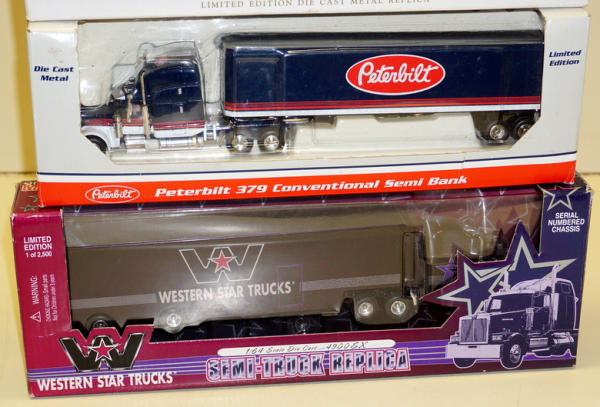 LIMITED EDITION DIE CAST METAL REPLICA
Die Cast
Metal
Peterbilt
Limited
Edition
Peterbilt
Peterbilt 379 Conventional Semi Bank
LIMITED
EDITION
1 of 2,500
SERIAL
NUMBERED
CHASSIS
WARNING:
WESTERN STAR TRUCKS
1:64 Scale Die Cast 4900EX
WESTERN STAR TRUCKS
SEMI-TRUCK REPLICA